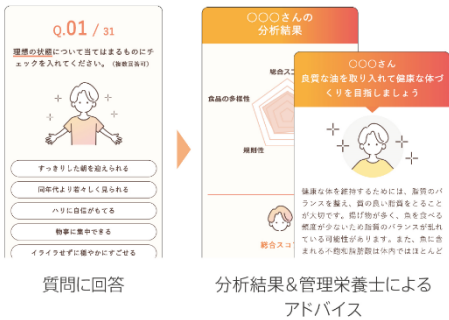 Q.01 / 31
理想の状態について当てはまるものにチ
ェックを入れてください。（複数回答可）
すっきりした朝を迎えられる
同年代より若々しく見られる
ハリに自信がもてる
物事に集中できる
イライラせずに穏やかにすごせる
質問に回答
○○○さんの
分析結果
総合スコ
食品の多様性
規則性
総合スコ
○○○さん
良質な油を取り入れて健康な体づ
くりを目指しましょう
健康な体を維持するためには、脂質のバ
ランスを整え、質の良い脂質をとること
が大切です。揚げ物が多く、魚を食べる
頻度が少ないため脂質のバランスが乱れ
ている可能性があります。また、魚に含
まれる不飽和脂肪酸は体内ではほとんど
分析結果＆管理栄養士による
アドバイス